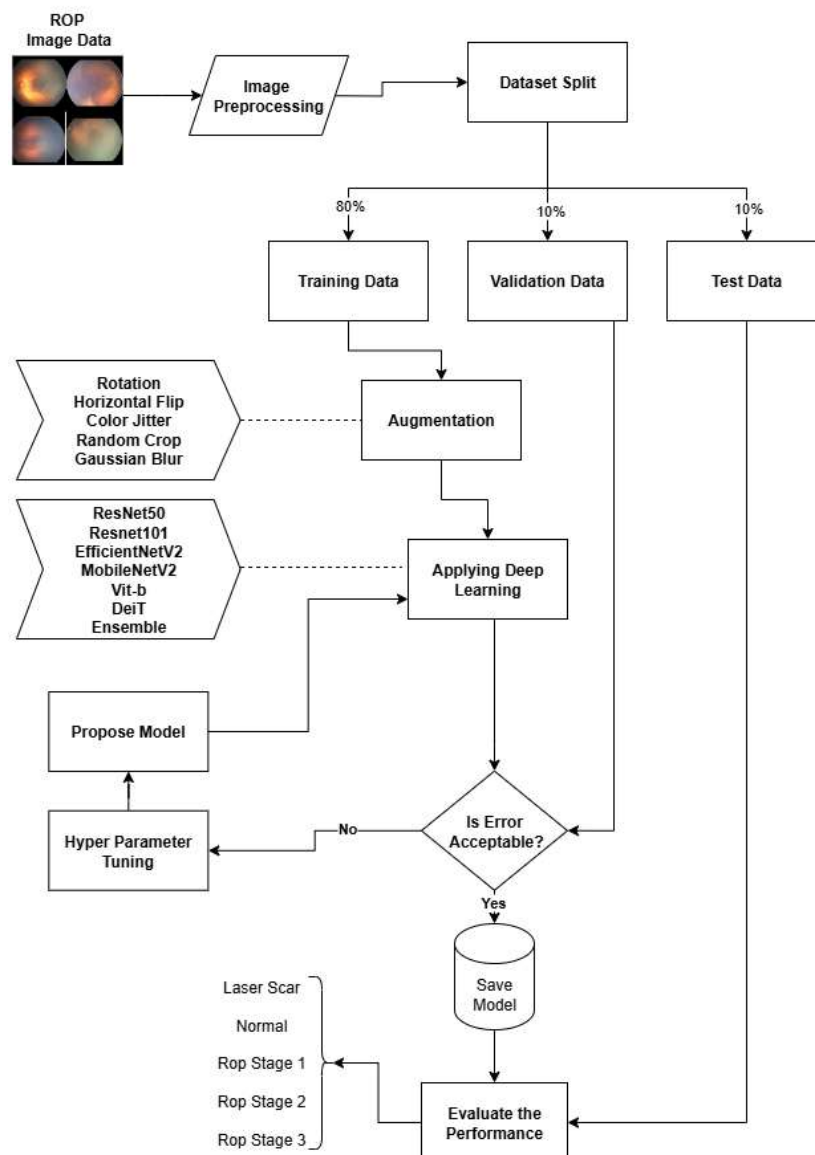 ROP
Image Data
Image
Preprocessing
Dataset Split
80%
10%
10%
Training Data
Validation Data
Test Data
Rotation
Horizontal Flip
Color Jitter
Random Crop
Gaussian Blur
Augmentation
ResNet50
Resnet101
EfficientNetV2
MobileNetV2
Vit-b
DeiT
Ensemble
Applying Deep
Learning
Propose Model
Hyper Parameter
Tuning
No
Is Error
Acceptable?
Yes
Save
Model
Laser Scar
Normal
Rop Stage 1
Rop Stage 2
Rop Stage 3
Evaluate the
Performance